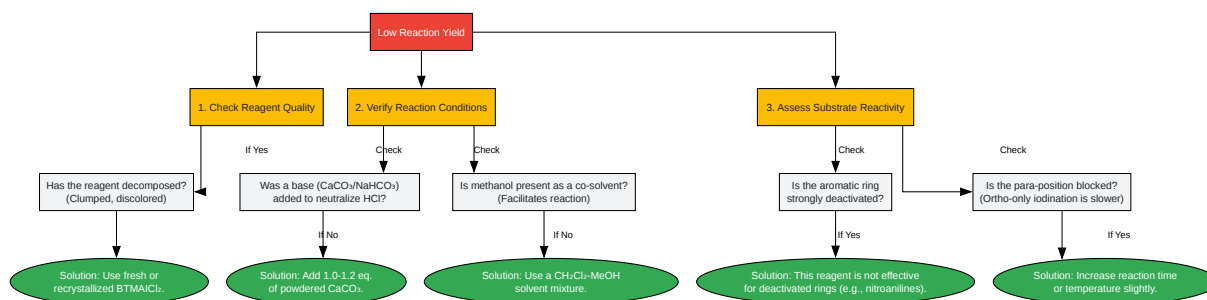 Low Reaction Yield
1. Check Reagent Quality
2. Verify Reaction Conditions
3. Assess Substrate Reactivity
If Yes
Check
Check
Check
Check
Has the reagent decomposed?
(Clumped, discolored)
Was a base (CaCO₃/NaHCO₃)
added to neutralize HCl?
Is methanol present as a co-solvent?
(Facilitates reaction)
Is the aromatic ring
strongly deactivated?
Is the para-position blocked?
(Ortho-only iodination is slower)
If No
If No
If Yes
If Yes
Solution: Use fresh or
recrystallized BTMAICl₂.
Solution: Add 1.0-1.2 eq.
of powdered CaCO₃.
Solution: Use a CH₂Cl₂-MeOH
solvent mixture.
Solution: This reagent is not effective
for deactivated rings (e.g., nitroanilines).
Solution: Increase reaction time
or temperature slightly.